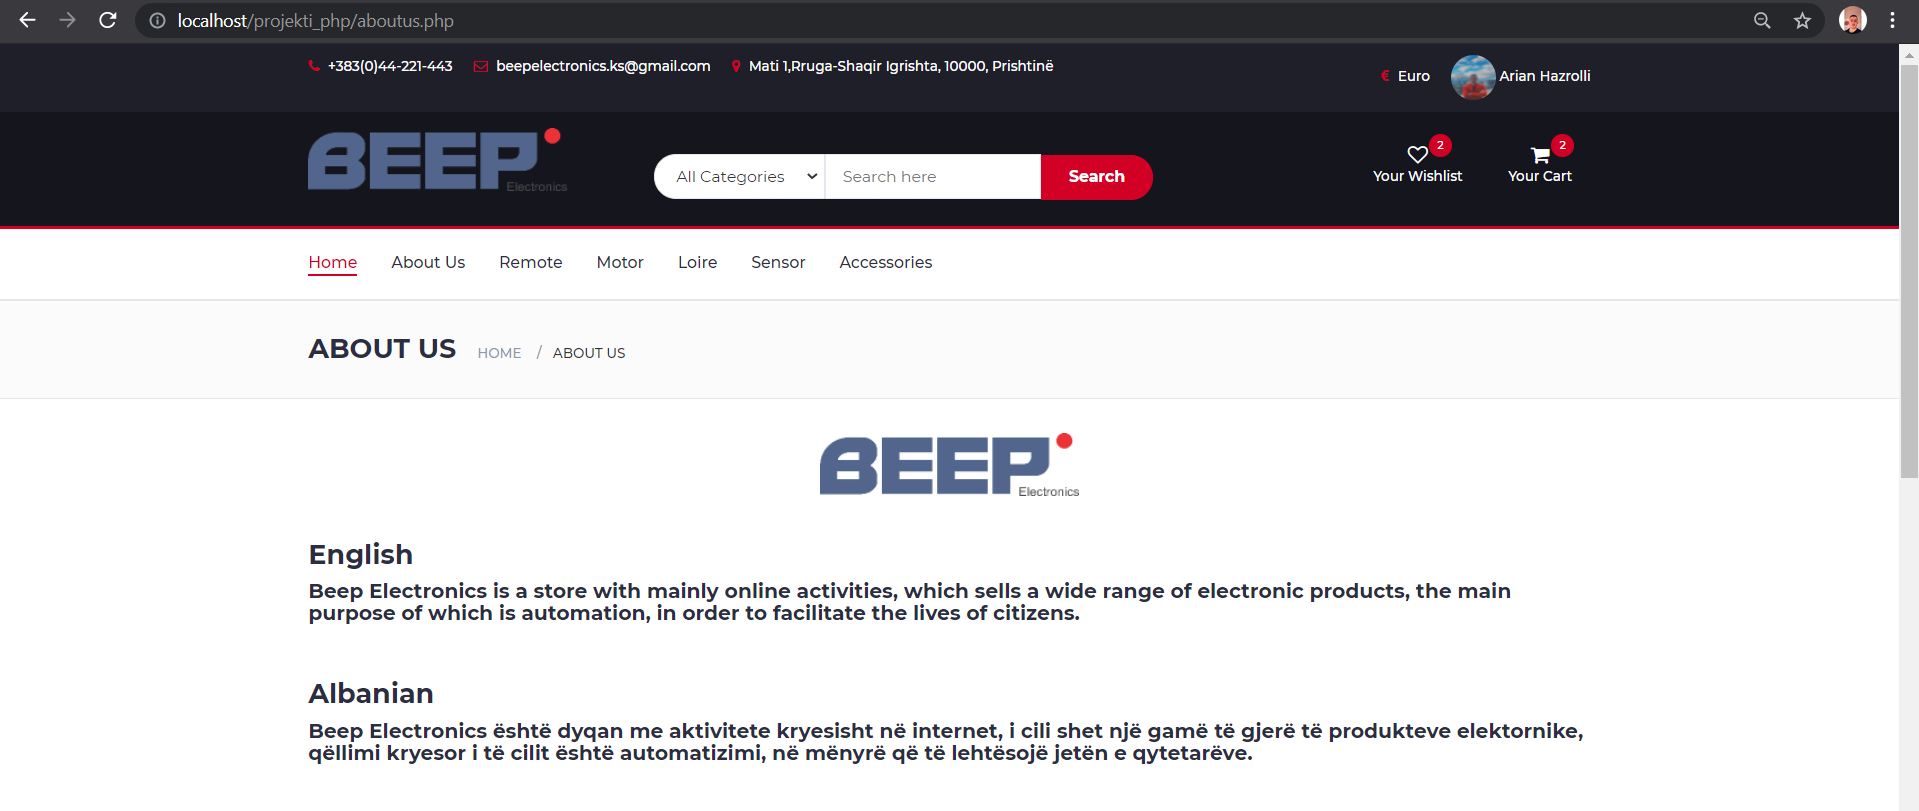 localhost/projekti_php/aboutus.php
+383(0)44-221-443 beepelectronics.ks@gmail.com Mati 1,Rruga-Shaqir Igrishta, 10000, Prishtinë
€ Euro Arian Hazrolli
BEEP
Electronics
All Categories Search here Search
2 2
Your Wishlist Your Cart
Home About Us Remote Motor Loire Sensor Accessories
ABOUT US HOME / ABOUT US
BEEP
Electronics
English
Beep Electronics is a store with mainly online activities, which sells a wide range of electronic products, the main
purpose of which is automation, in order to facilitate the lives of citizens.
Albanian
Beep Electronics është dyqan me aktivitete kryesisht në internet, i cili shet një gamë të gjerë të produkteve elektornike,
qëllimi kryesor i të cilit është automatizimi, në mënyrë që të lehtësojë jetën e qytetarëve.